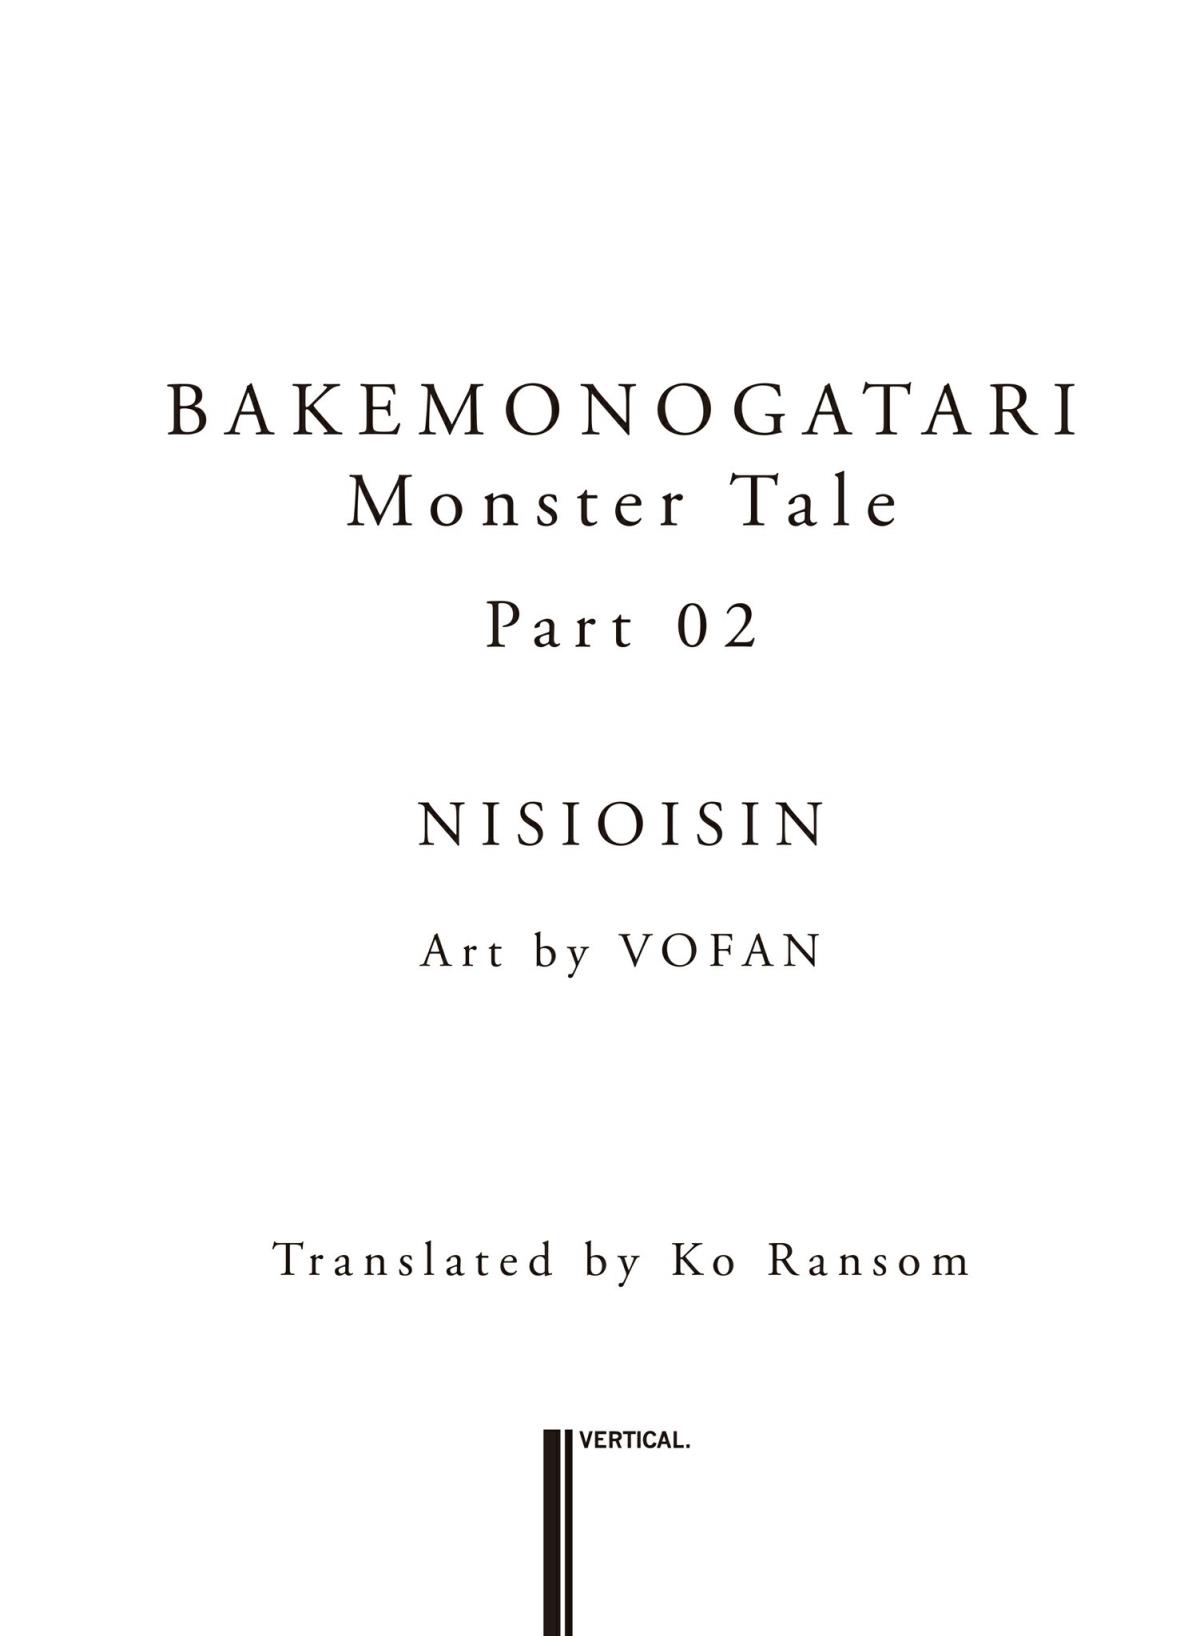 BAKEMONOGATARI
Monster Tale
Part 02
NISIOISIN
Art by VOFAN
Translated by Ko Ransom
VERTICAL.